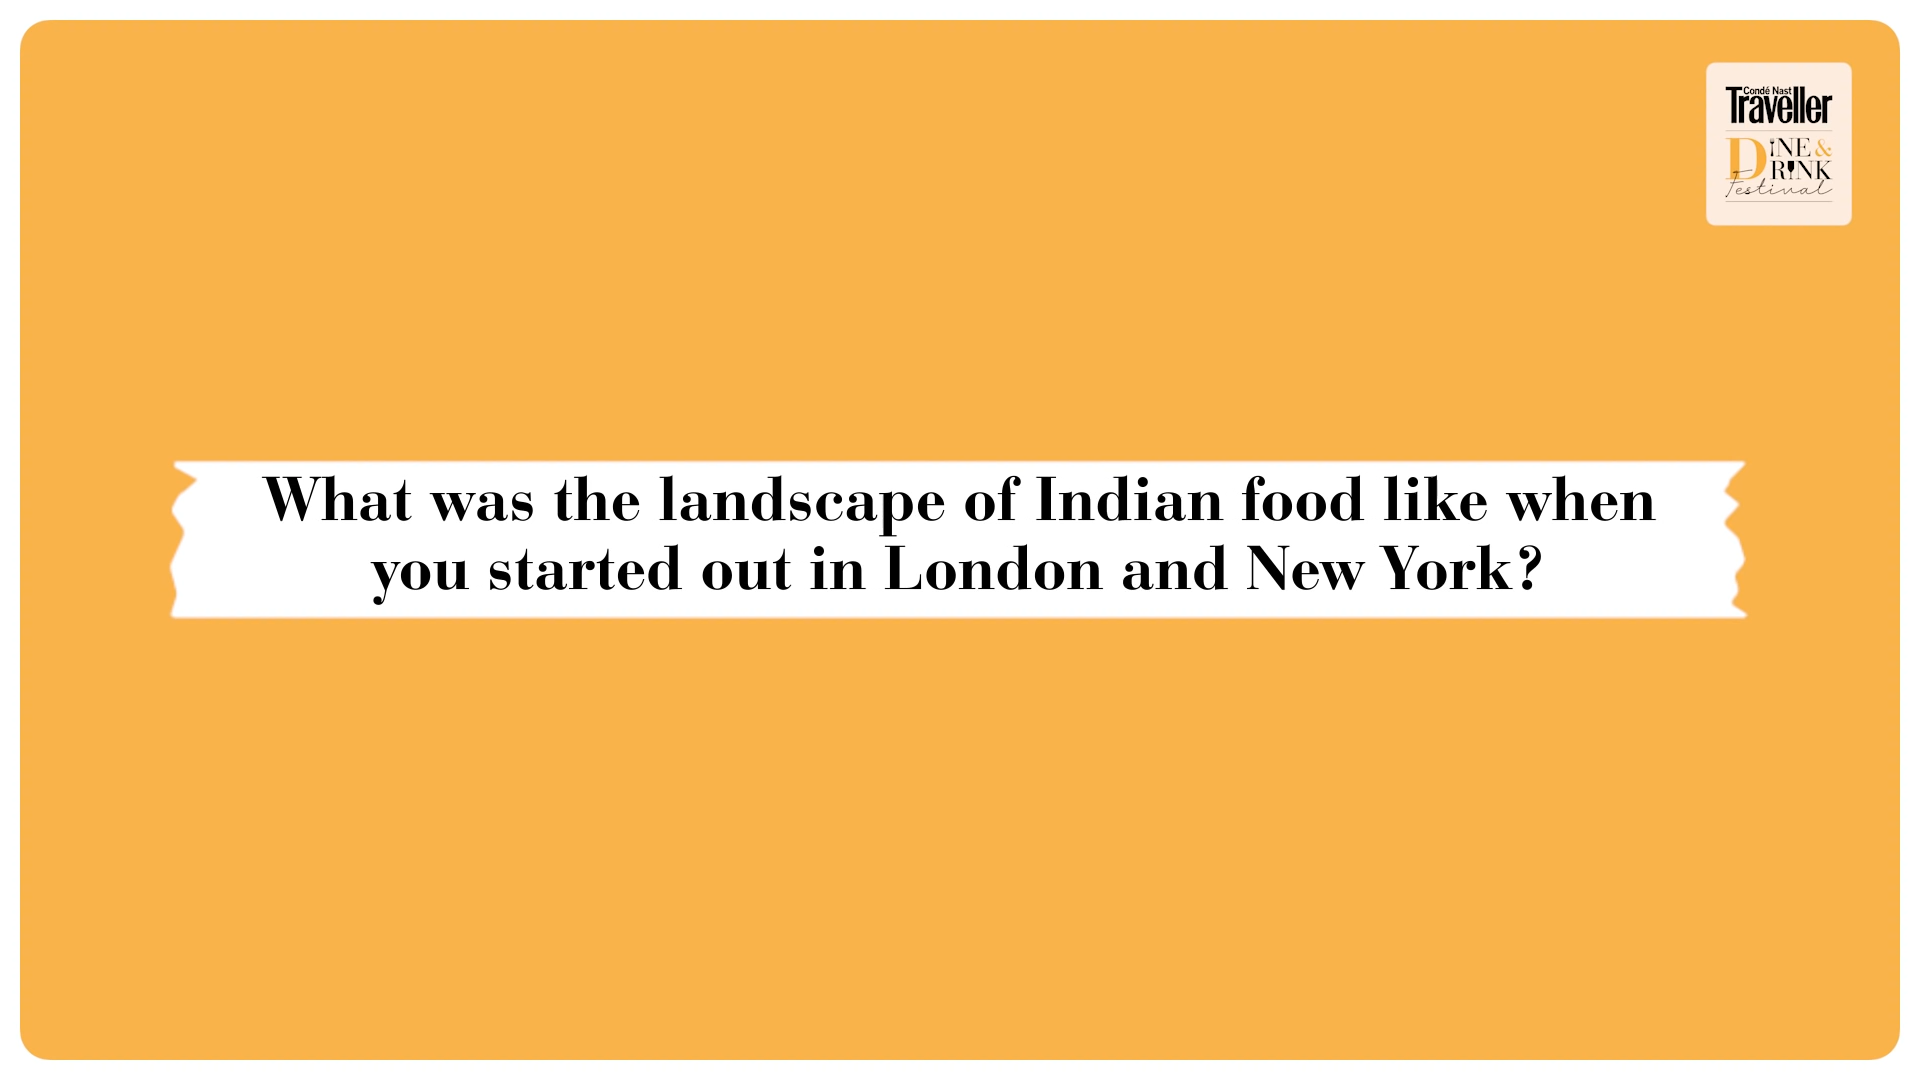 Condé Nast
Traveller
DINE &
DRINK
Festival
What was the landscape of Indian food like when
you started out in London and New York?